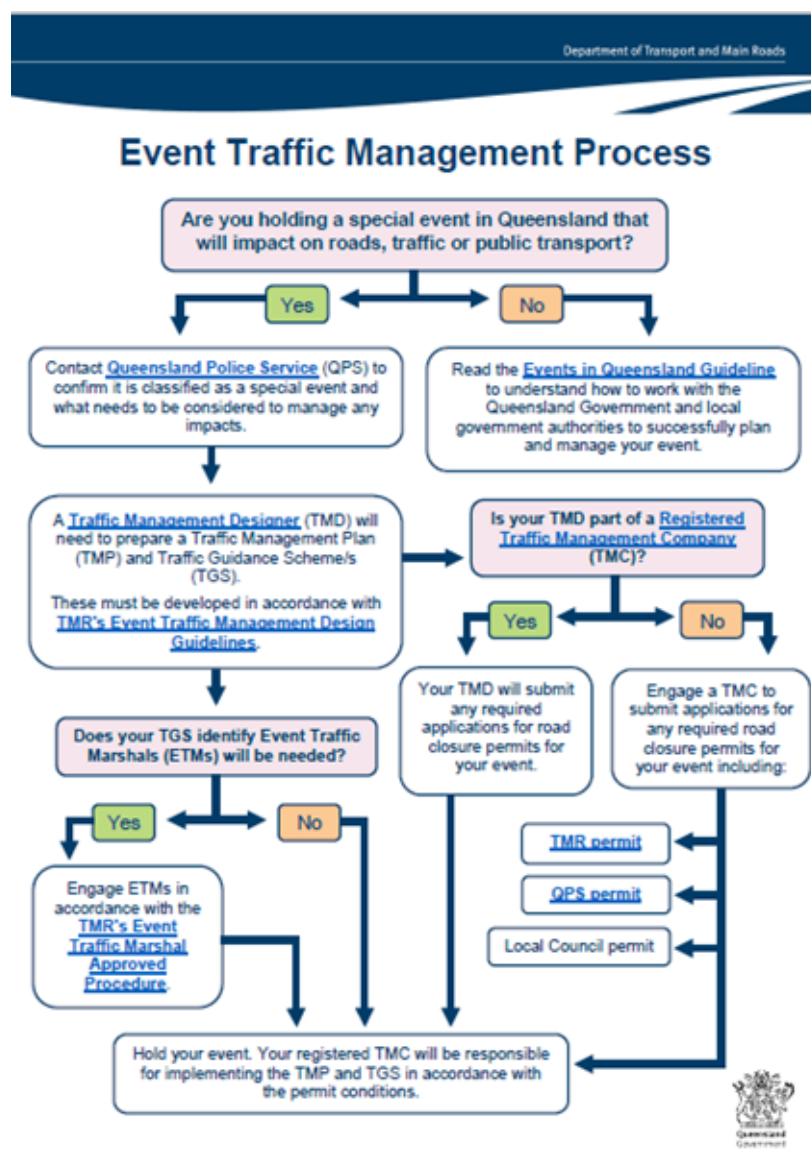 Department of Transport and Main Roads
Event Traffic Management Process
Are you holding a special event in Queensland that
will impact on roads, traffic or public transport?
Yes
No
Contact Queensland Police Service (QPS) to
confirm it is classified as a special event and
what needs to be considered to manage any
impacts.
Read the Events in Queensland Guideline
to understand how to work with the
Queensland Government and local
government authorities to successfully plan
and manage your event.
A Traffic Management Designer (TMD) will
need to prepare a Traffic Management Plan
(TMP) and Traffic Guidance Scheme/s
(TGS).
These must be developed in accordance with
TMR's Event Traffic Management Design
Guidelines.
Is your TMD part of a Registered
Traffic Management Company
(TMC)?
Yes
No
Your TMD will submit
any required
applications for road
closure permits for
your event.
Engage a TMC to
submit applications for
any required road
closure permits for
your event including:
Does your TGS identify Event Traffic
Marshals (ETMs) will be needed?
Yes
No
TMR permit
QPS permit
Local Council permit
Engage ETMs in
accordance with the
TMR's Event
Traffic Marshal
Approved
Procedure.
Hold your event. Your registered TMC will be responsible
for implementing the TMP and TGS in accordance with
the permit conditions.
Queensland
Government